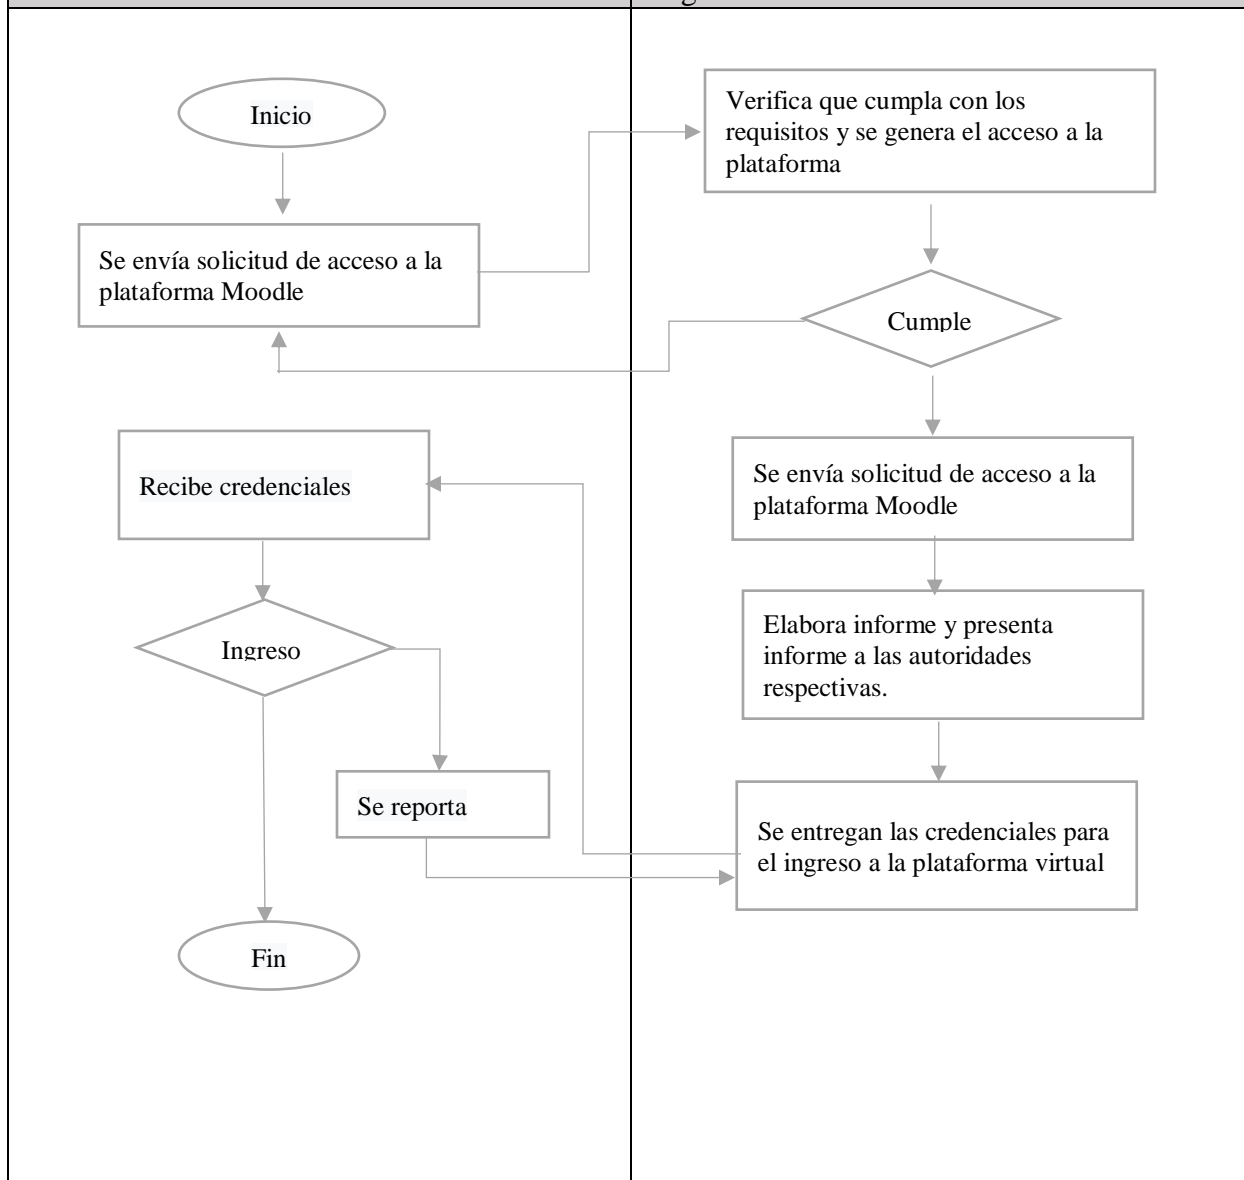 Inicio
Se envía solicitud de acceso a la
plataforma Moodle
Recibe credenciales
Ingreso
Se reporta
Fin
Verifica que cumpla con los
requisitos y se genera el acceso a la
plataforma
Cumple
Se envía solicitud de acceso a la
plataforma Moodle
Elabora informe y presenta
informe a las autoridades
respectivas.
Se entregan las credenciales para
el ingreso a la plataforma virtual